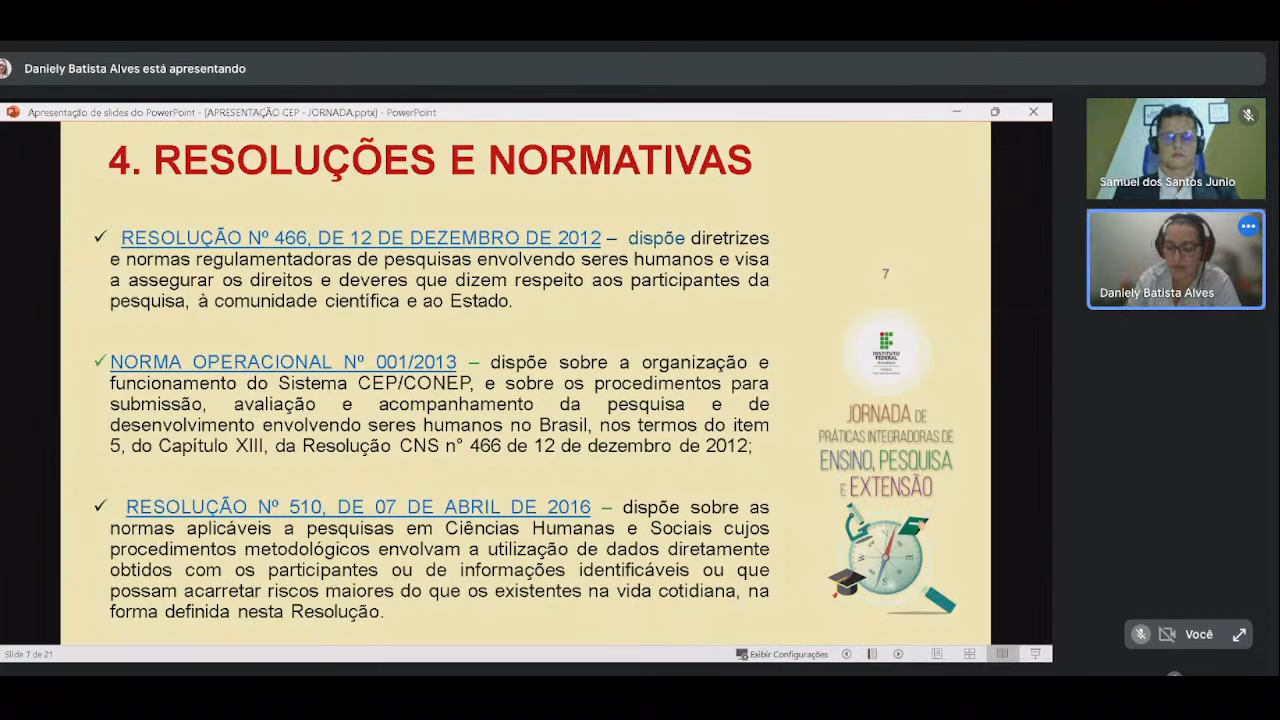 Daniely Batista Alves está apresentando
Apresentação de slides do PowerPoint - [APRESENTAÇÃO CEP - JORNADA.pptx] - PowerPoint
4. RESOLUÇÕES E NORMATIVAS
RESOLUÇÃO Nº 466, DE 12 DE DEZEMBRO DE 2012 – dispõe diretrizes
e normas regulamentadoras de pesquisas envolvendo seres humanos e visa
a assegurar os direitos e deveres que dizem respeito aos participantes da
pesquisa, à comunidade científica e ao Estado.
NORMA OPERACIONAL Nº 001/2013 – dispõe sobre a organização e
funcionamento do Sistema CEP/CONEP, e sobre os procedimentos para
submissão, avaliação e acompanhamento da pesquisa e de
desenvolvimento envolvendo seres humanos no Brasil, nos termos do item
5, do Capítulo XIII, da Resolução CNS n° 466 de 12 de dezembro de 2012;
RESOLUÇÃO Nº 510, DE 07 DE ABRIL DE 2016 – dispõe sobre as
normas aplicáveis a pesquisas em Ciências Humanas e Sociais cujos
procedimentos metodológicos envolvam a utilização de dados diretamente
obtidos com os participantes ou de informações identificáveis ou que
possam acarretar riscos maiores do que os existentes na vida cotidiana, na
forma definida nesta Resolução.
7
INSTITUTO
FEDERAL
JORNADA DE
PRÁTICAS INTEGRADORAS DE
ENSINO, PESQUISA
E EXTENSÃO
Samuel dos Santos Junio
Daniely Batista Alves
Você
Slide 7 de 21
Exibir Configurações